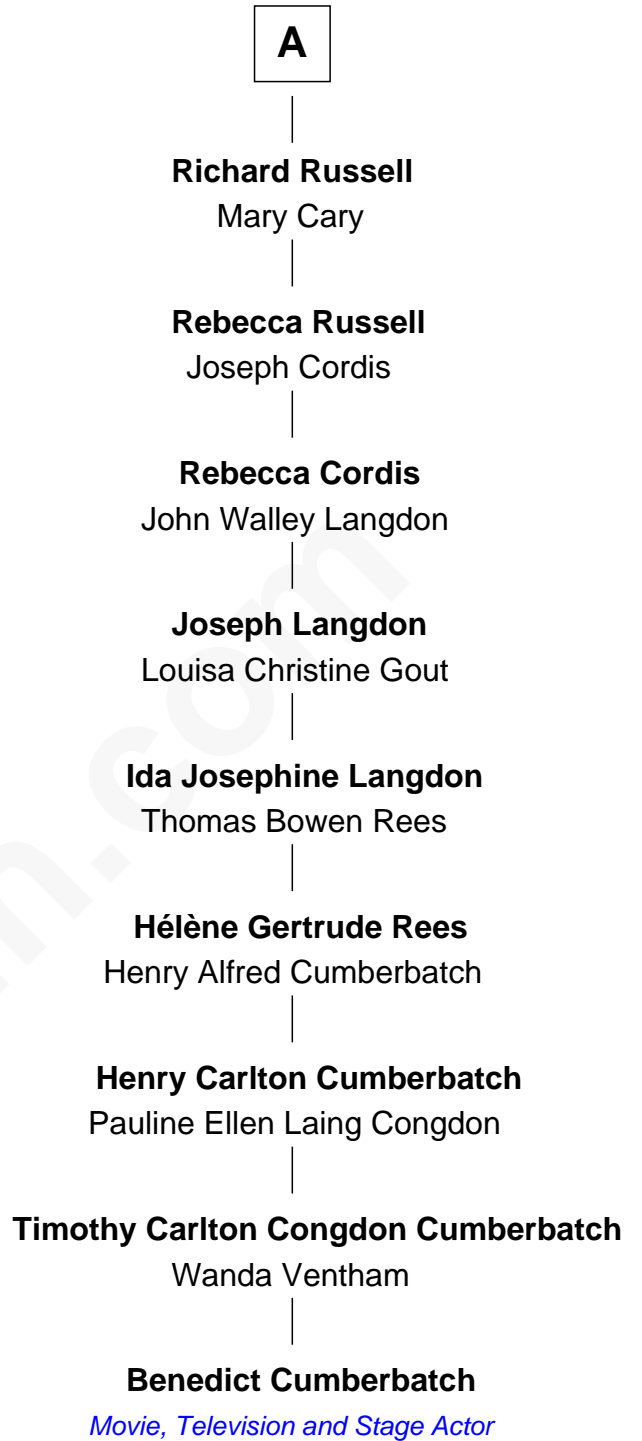 A
Richard Russell
Mary Cary
Rebecca Russell
Joseph Cordis
Rebecca Cordis
John Walley Langdon
Joseph Langdon
Louisa Christine Gout
Ida Josephine Langdon
Thomas Bowen Rees
Hélène Gertrude Rees
Henry Alfred Cumberbatch
Henry Carlton Cumberbatch
Pauline Ellen Laing Congdon
Timothy Carlton Congdon Cumberbatch
Wanda Ventham
Benedict Cumberbatch
Movie, Television and Stage Actor
m.com